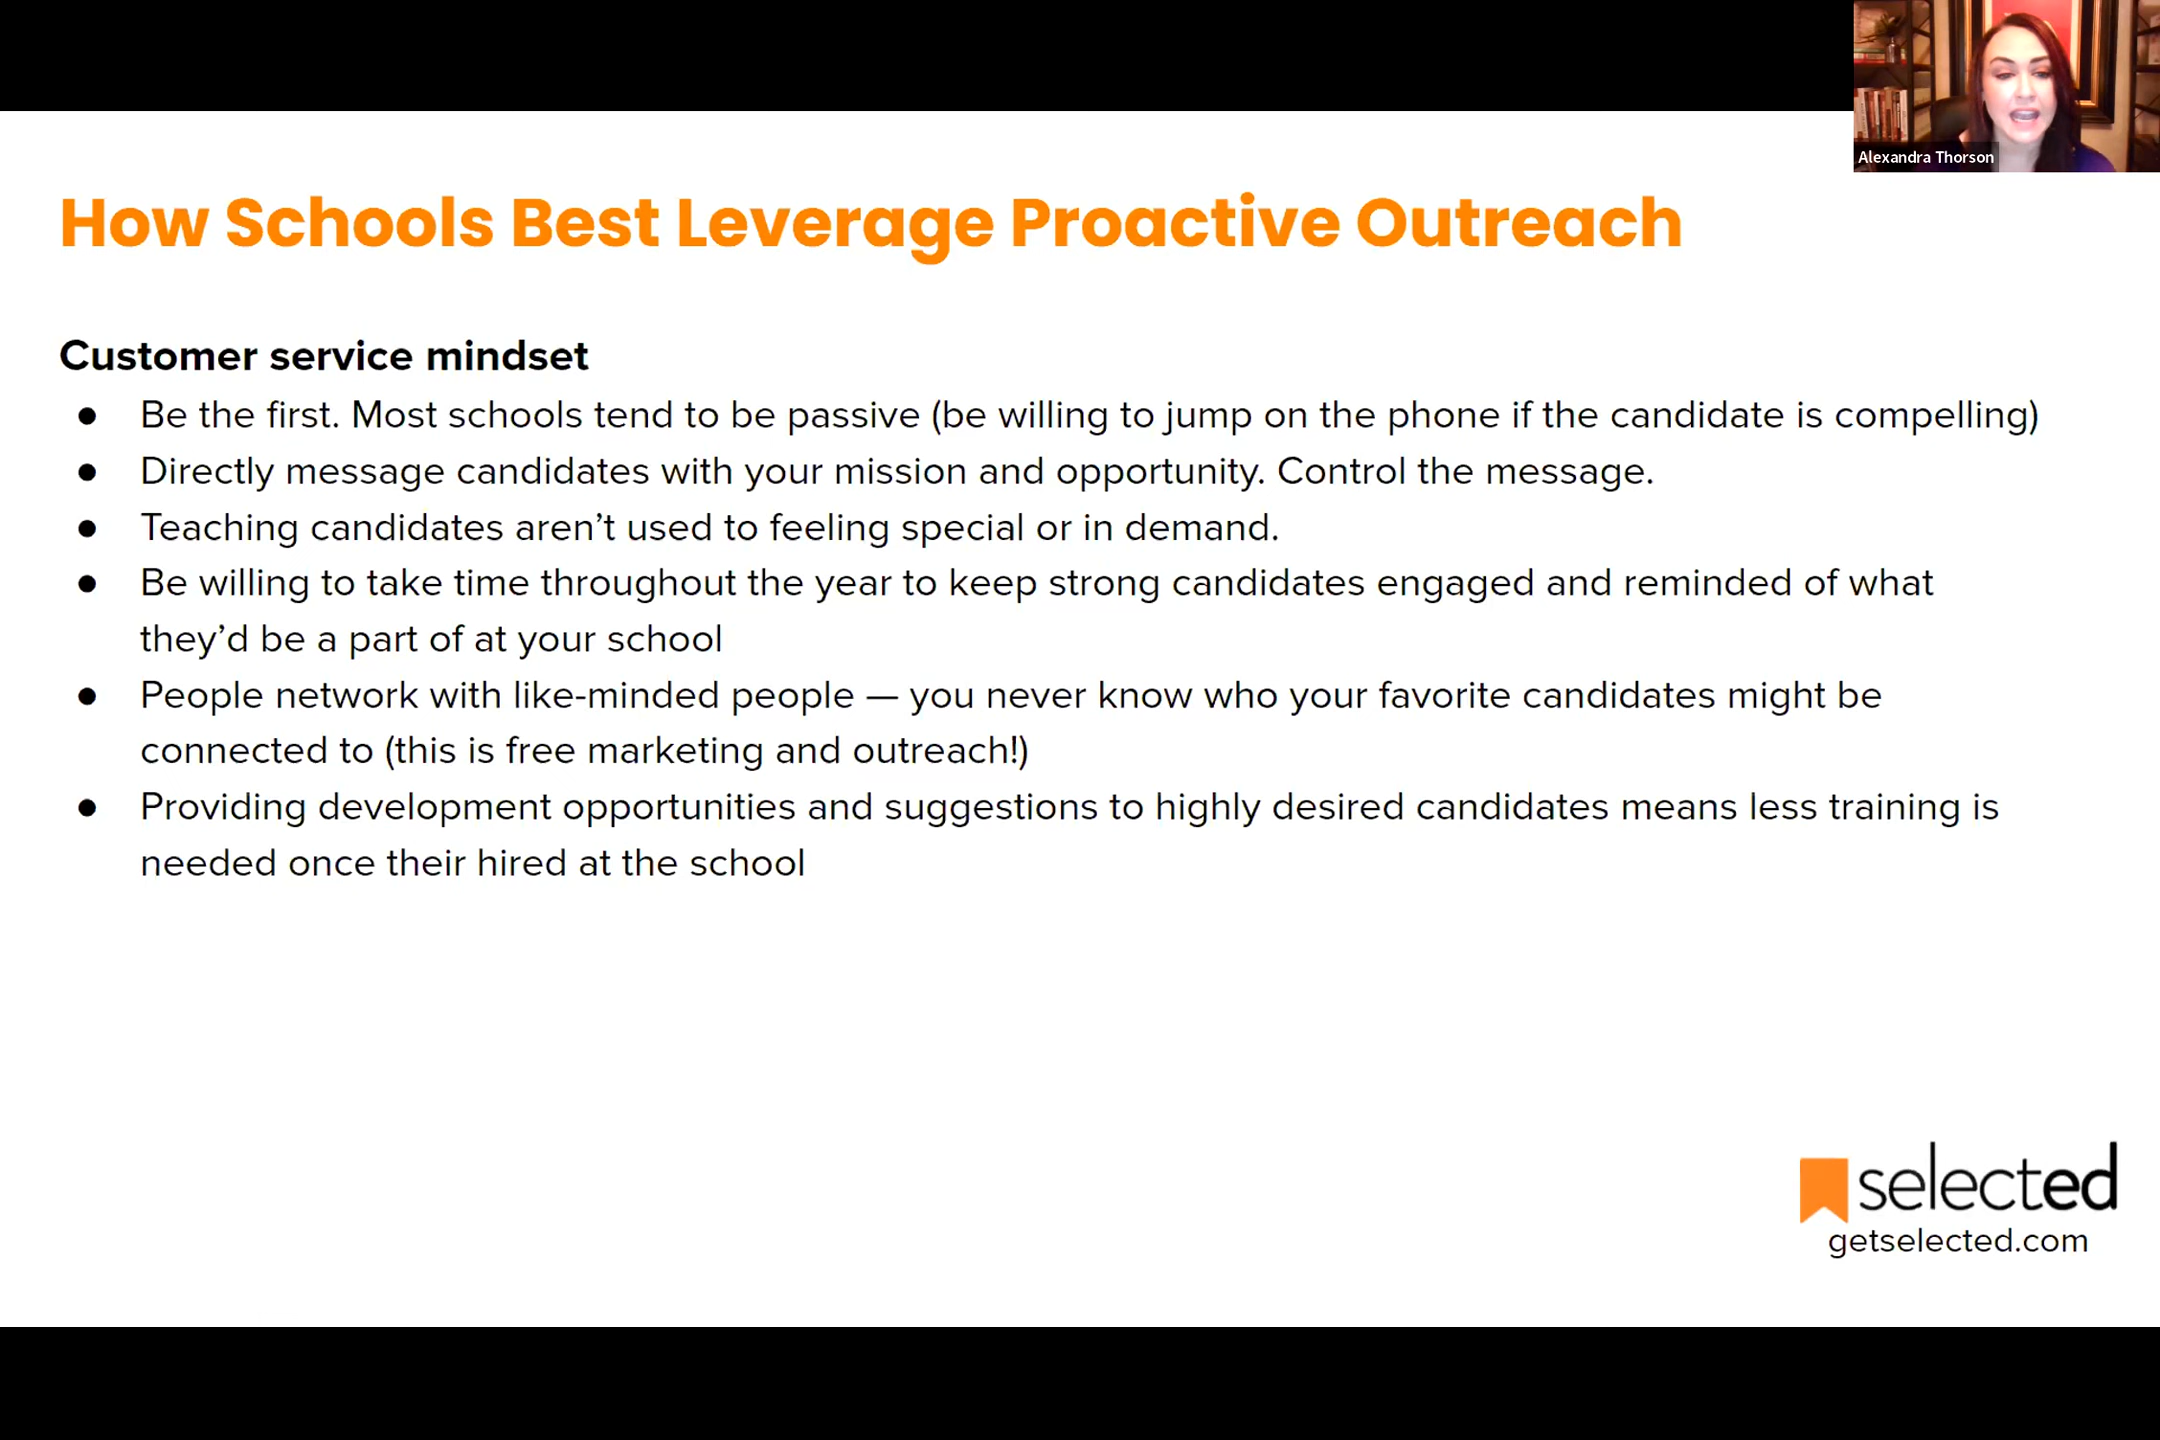 Alexandra Thorson
How Schools Best Leverage Proactive Outreach
Customer service mindset
● Be the first. Most schools tend to be passive (be willing to jump on the phone if the candidate is compelling)
● Directly message candidates with your mission and opportunity. Control the message.
● Teaching candidates aren’t used to feeling special or in demand.
● Be willing to take time throughout the year to keep strong candidates engaged and reminded of what
they’d be a part of at your school
● People network with like-minded people — you never know who your favorite candidates might be
connected to (this is free marketing and outreach!)
● Providing development opportunities and suggestions to highly desired candidates means less training is
needed once their hired at the school
selected
getselected.com